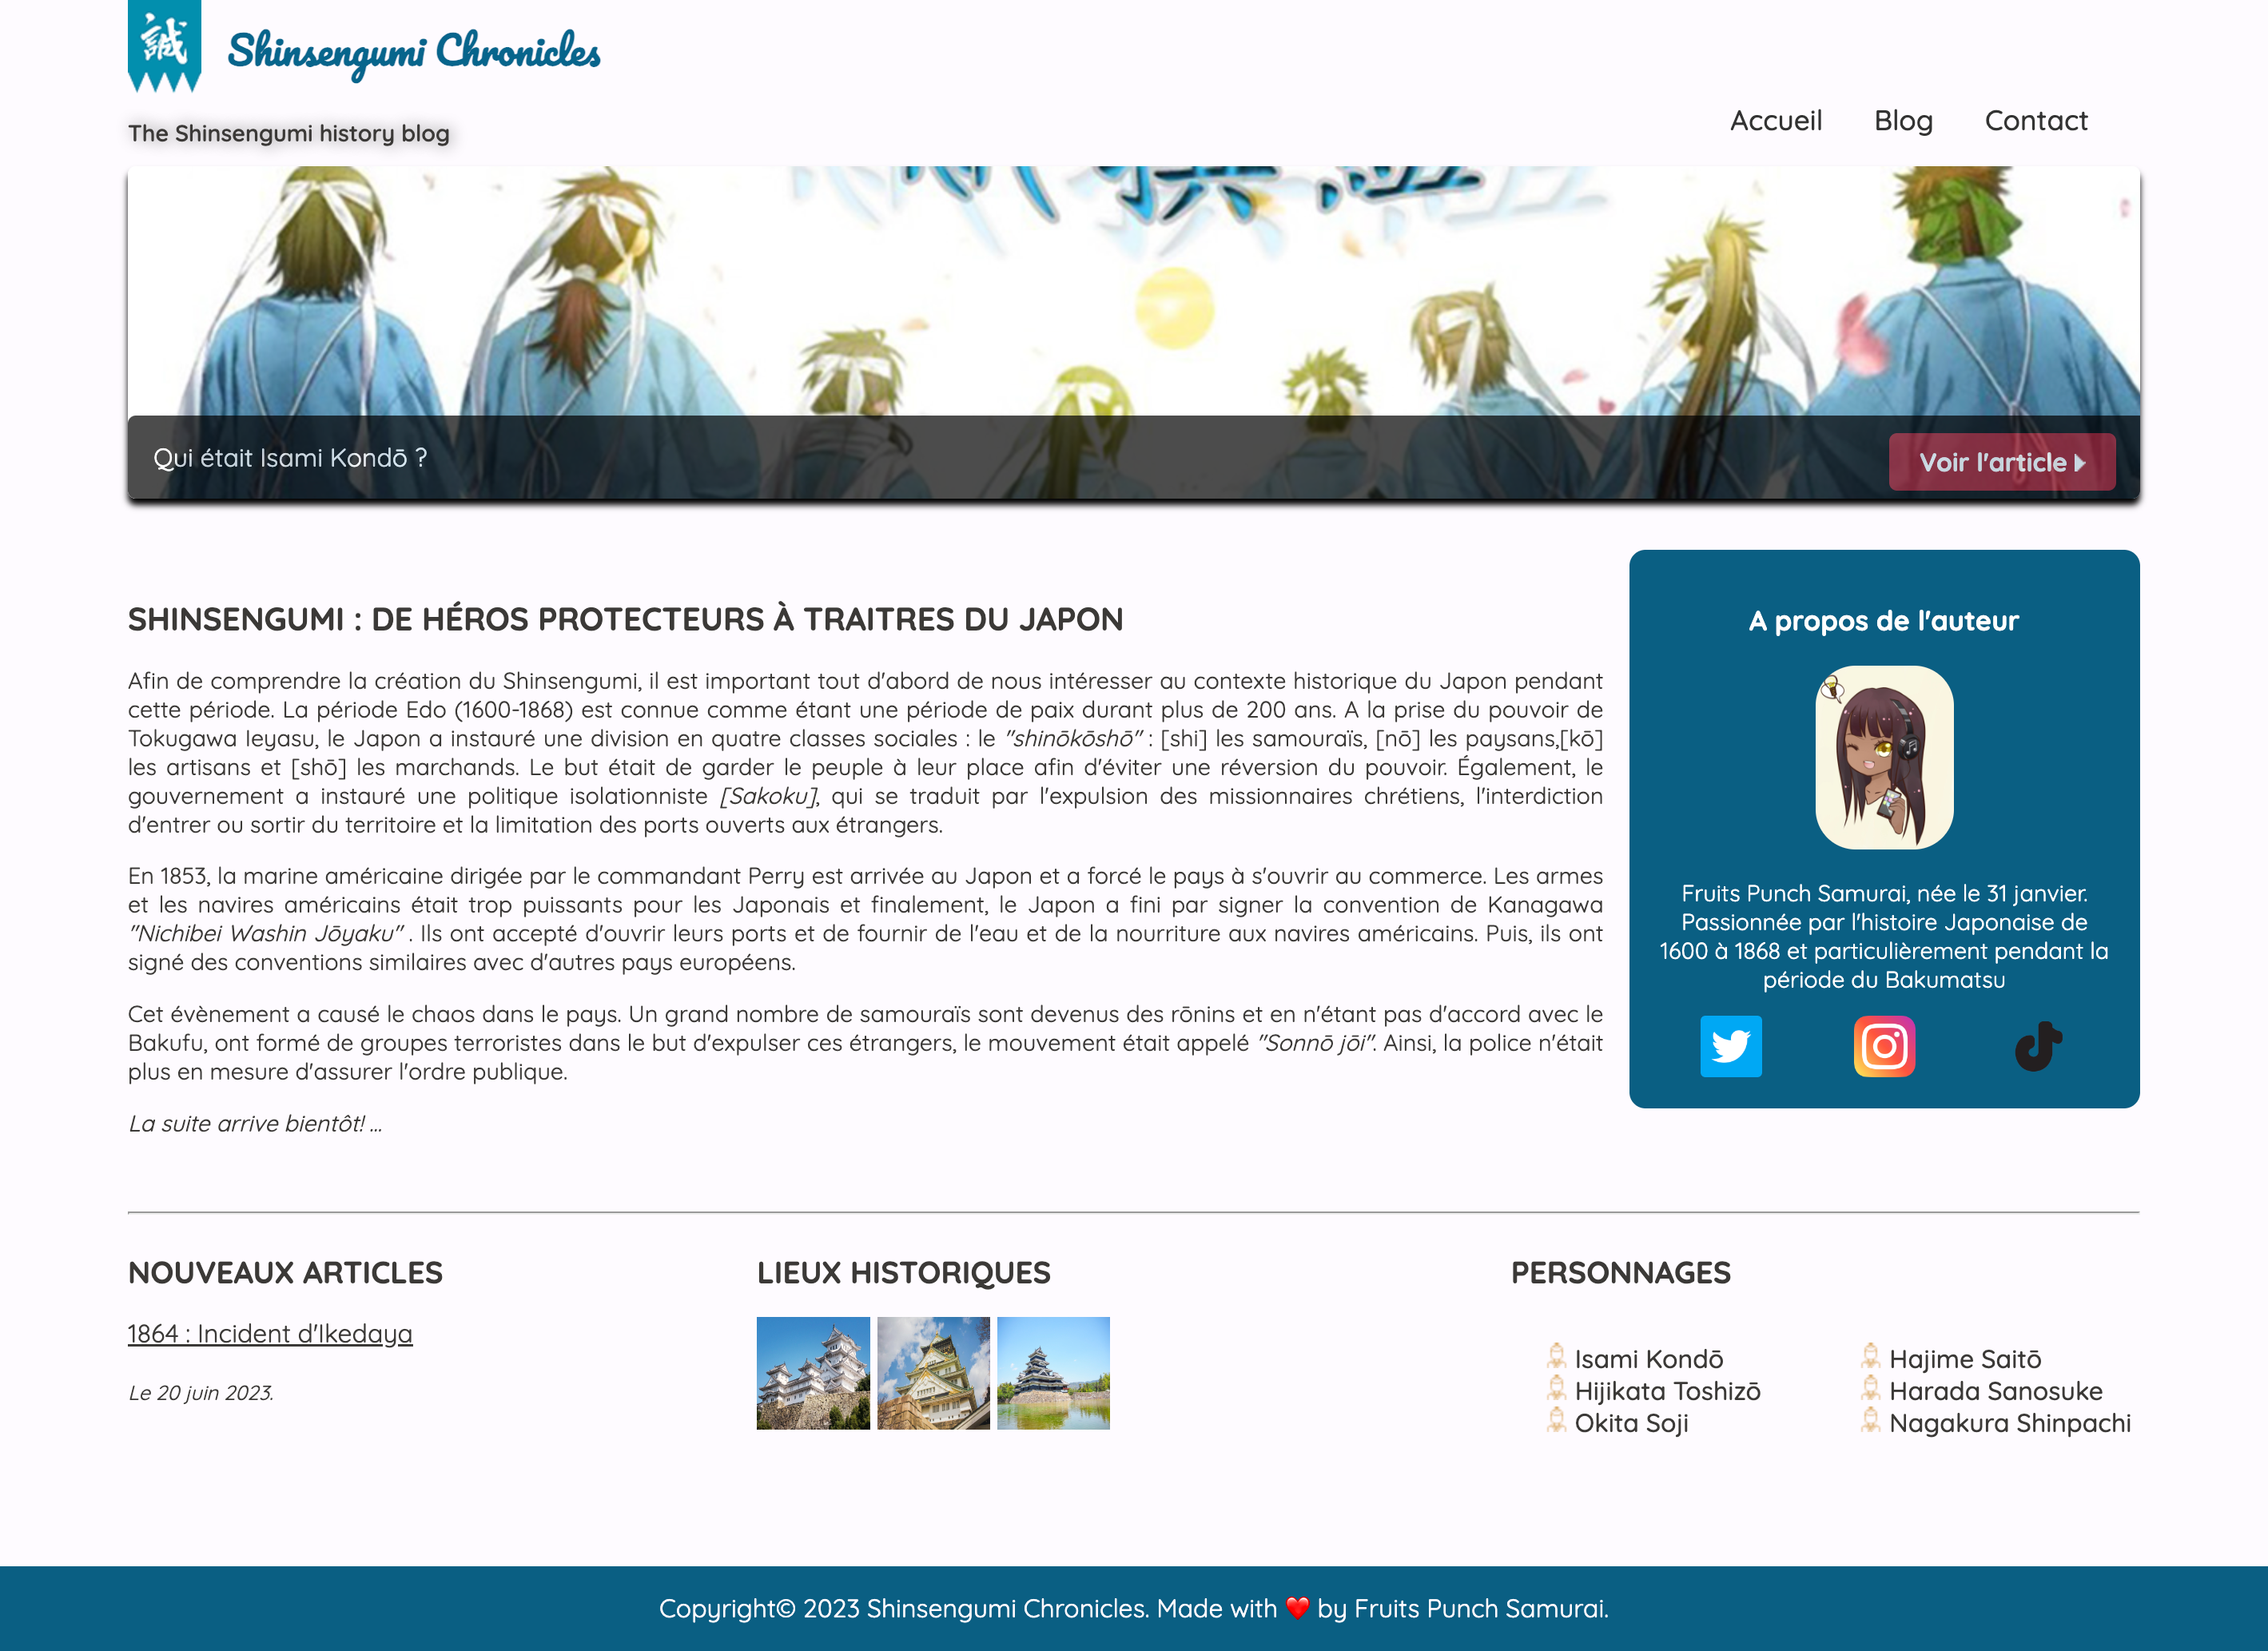 誠
Shinsengumi Chronicles
The Shinsengumi history blog
Accueil Blog Contact
Qui était Isami Kondō ?
Voir l'article
SHINSENGUMI : DE HÉROS PROTECTEURS À TRAITRES DU JAPON
Afin de comprendre la création du Shinsengumi, il est important tout d'abord de nous intéresser au contexte historique du Japon pendant
cette période. La période Edo (1600-1868) est connue comme étant une période de paix durant plus de 200 ans. A la prise du pouvoir de
Tokugawa Ieyasu, le Japon a instauré une division en quatre classes sociales : le "shinōkōshō" : [shi] les samouraïs, [nō] les paysans,[kō]
les artisans et [shō] les marchands. Le but était de garder le peuple à leur place afin d'éviter une réversion du pouvoir. Également, le
gouvernement a instauré une politique isolationniste [Sakoku], qui se traduit par l'expulsion des missionnaires chrétiens, l'interdiction
d'entrer ou sortir du territoire et la limitation des ports ouverts aux étrangers.
En 1853, la marine américaine dirigée par le commandant Perry est arrivée au Japon et a forcé le pays à s'ouvrir au commerce. Les armes
et les navires américains était trop puissants pour les Japonais et finalement, le Japon a fini par signer la convention de Kanagawa
"Nichibei Washin Jōyaku" . Ils ont accepté d'ouvrir leurs ports et de fournir de l'eau et de la nourriture aux navires américains. Puis, ils ont
signé des conventions similaires avec d'autres pays européens.
Cet évènement a causé le chaos dans le pays. Un grand nombre de samouraïs sont devenus des rōnins et en n'étant pas d'accord avec le
Bakufu, ont formé de groupes terroristes dans le but d'expulser ces étrangers, le mouvement était appelé "Sonnō jōi". Ainsi, la police n'était
plus en mesure d'assurer l'ordre publique.
La suite arrive bientôt! ...
A propos de l'auteur
Fruits Punch Samurai, née le 31 janvier.
Passionnée par l'histoire Japonaise de
1600 à 1868 et particulièrement pendant la
période du Bakumatsu
NOUVEAUX ARTICLES
1864 : Incident d'Ikedaya
Le 20 juin 2023.
LIEUX HISTORIQUES
PERSONNAGES
Isami Kondō
Hijikata Toshizō
Okita Soji
Hajime Saitō
Harada Sanosuke
Nagakura Shinpachi
Copyright© 2023 Shinsengumi Chronicles. Made with ❤️ by Fruits Punch Samurai.